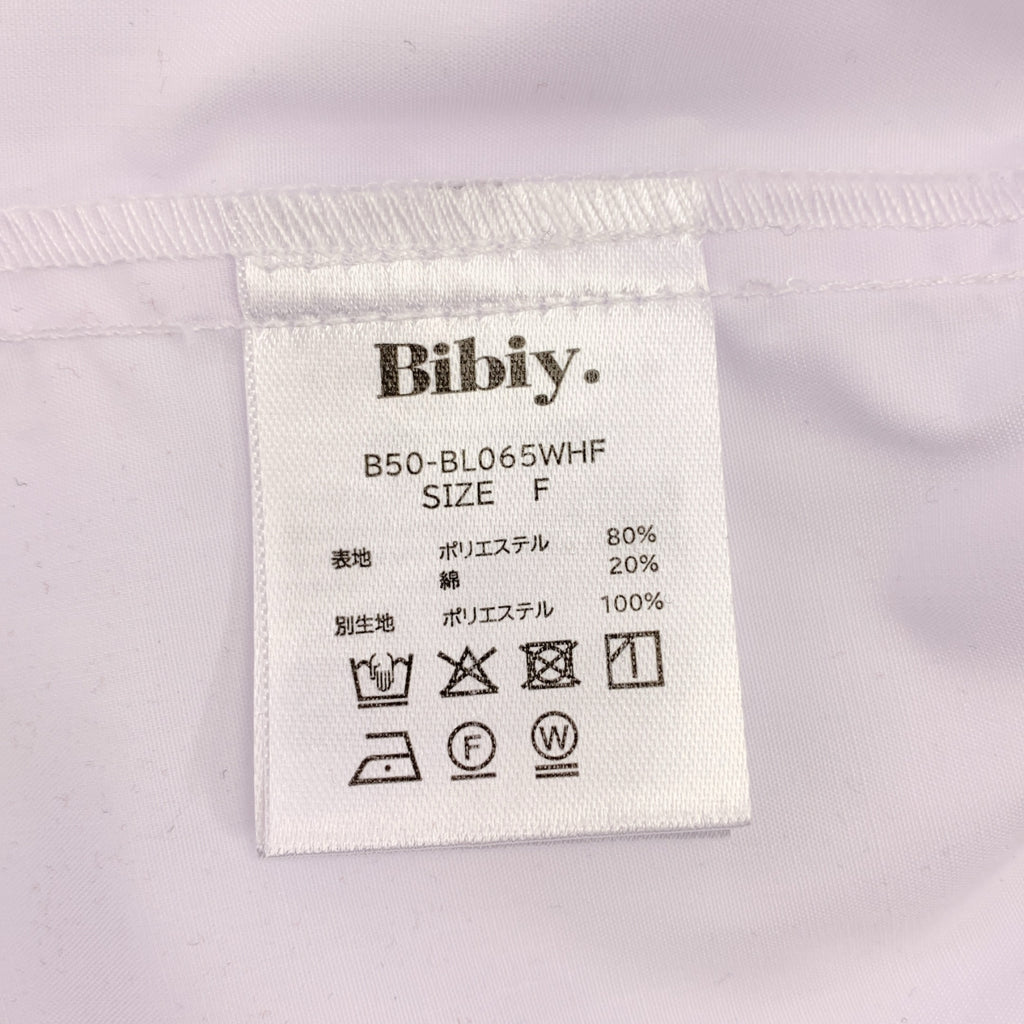 Bibiy.
B50-BL065WHF
SIZE F
表地 ポリエステル 80%
綿 20%
別生地 ポリエステル 100%
F W